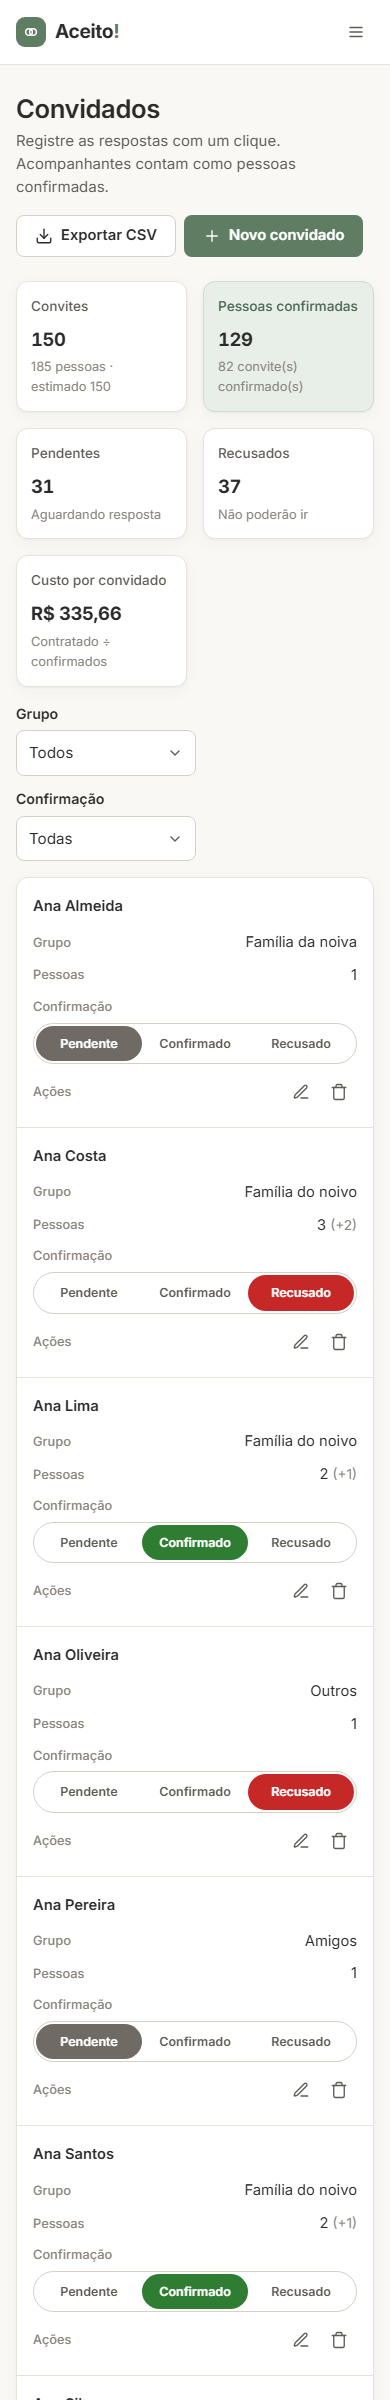 Aceito!
Convidados
Registre as respostas com um clique.
Acompanhantes contam como pessoas
confirmadas.
Exportar CSV
Novo convidado
Convites
150
185 pessoas ·
estimado 150
Pessoas confirmadas
129
82 convite(s)
confirmado(s)
Pendentes
31
Aguardando resposta
Recusados
37
Não poderão ir
Custo por convidado
R$ 335,66
Contratado ÷
confirmados
Grupo
Todos
Confirmação
Todas
Ana Almeida
Grupo Família da noiva
Pessoas 1
Confirmação
Pendente Confirmado Recusado
Ações
Ana Costa
Grupo Família do noivo
Pessoas 3 (+2)
Confirmação
Pendente Confirmado Recusado
Ações
Ana Lima
Grupo Família do noivo
Pessoas 2 (+1)
Confirmação
Pendente Confirmado Recusado
Ações
Ana Oliveira
Grupo Outros
Pessoas 1
Confirmação
Pendente Confirmado Recusado
Ações
Ana Pereira
Grupo Amigos
Pessoas 1
Confirmação
Pendente Confirmado Recusado
Ações
Ana Santos
Grupo Família do noivo
Pessoas 2 (+1)
Confirmação
Pendente Confirmado Recusado
Ações